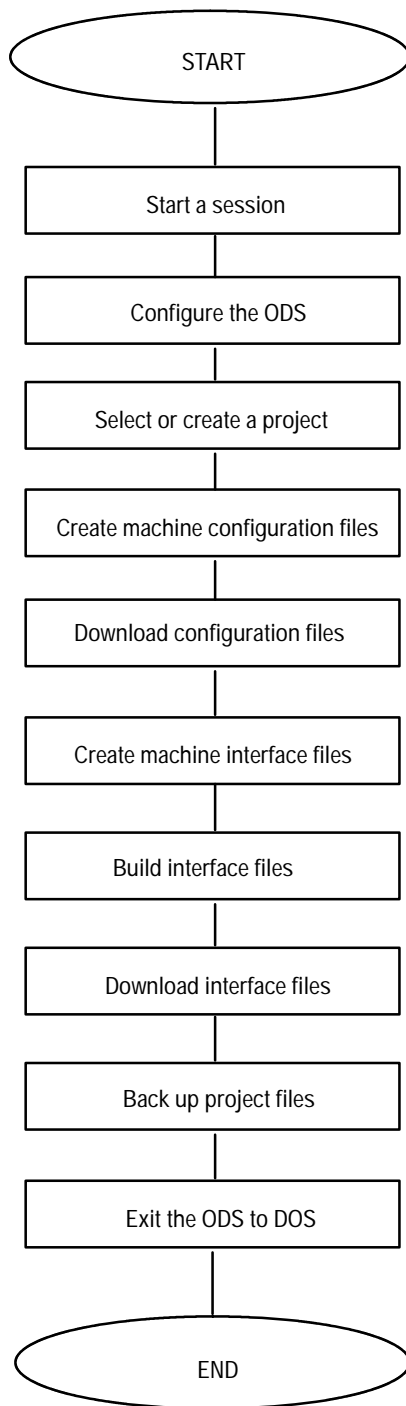 START
Start a session
Configure the ODS
Select or create a project
Create machine configuration files
Download configuration files
Create machine interface files
Build interface files
Download interface files
Back up project files
Exit the ODS to DOS
END